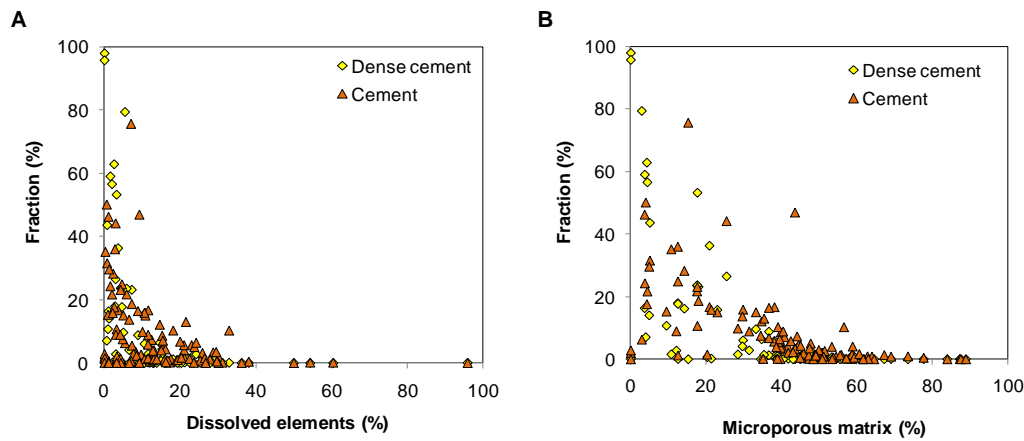 A
Fraction (%)
100
80
60
40
20
0
Dense cement
Cement
0 20 40 60 80 100
Dissolved elements (%)
B
Fraction (%)
100
80
60
40
20
0
Dense cement
Cement
0 20 40 60 80 100
Microporous matrix (%)